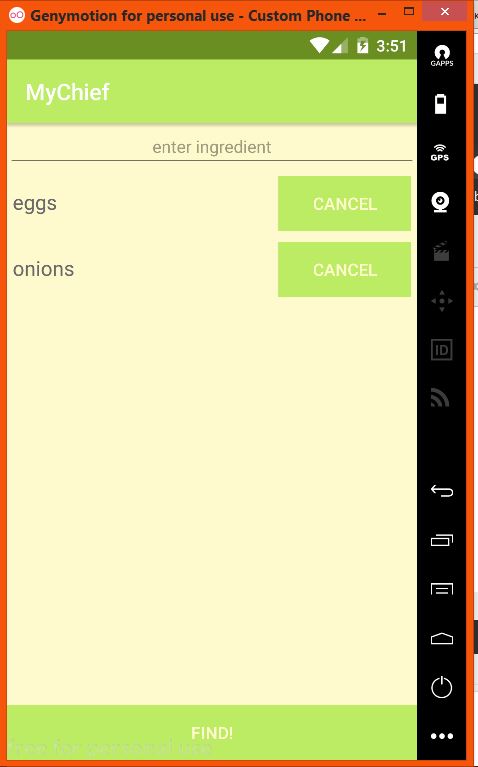 Genymotion for personal use - Custom Phone ...
3:51
GAPPS
MyChief
enter ingredient
GPS
eggs
CANCEL
onions
CANCEL
ID
FIND!
free for personal use